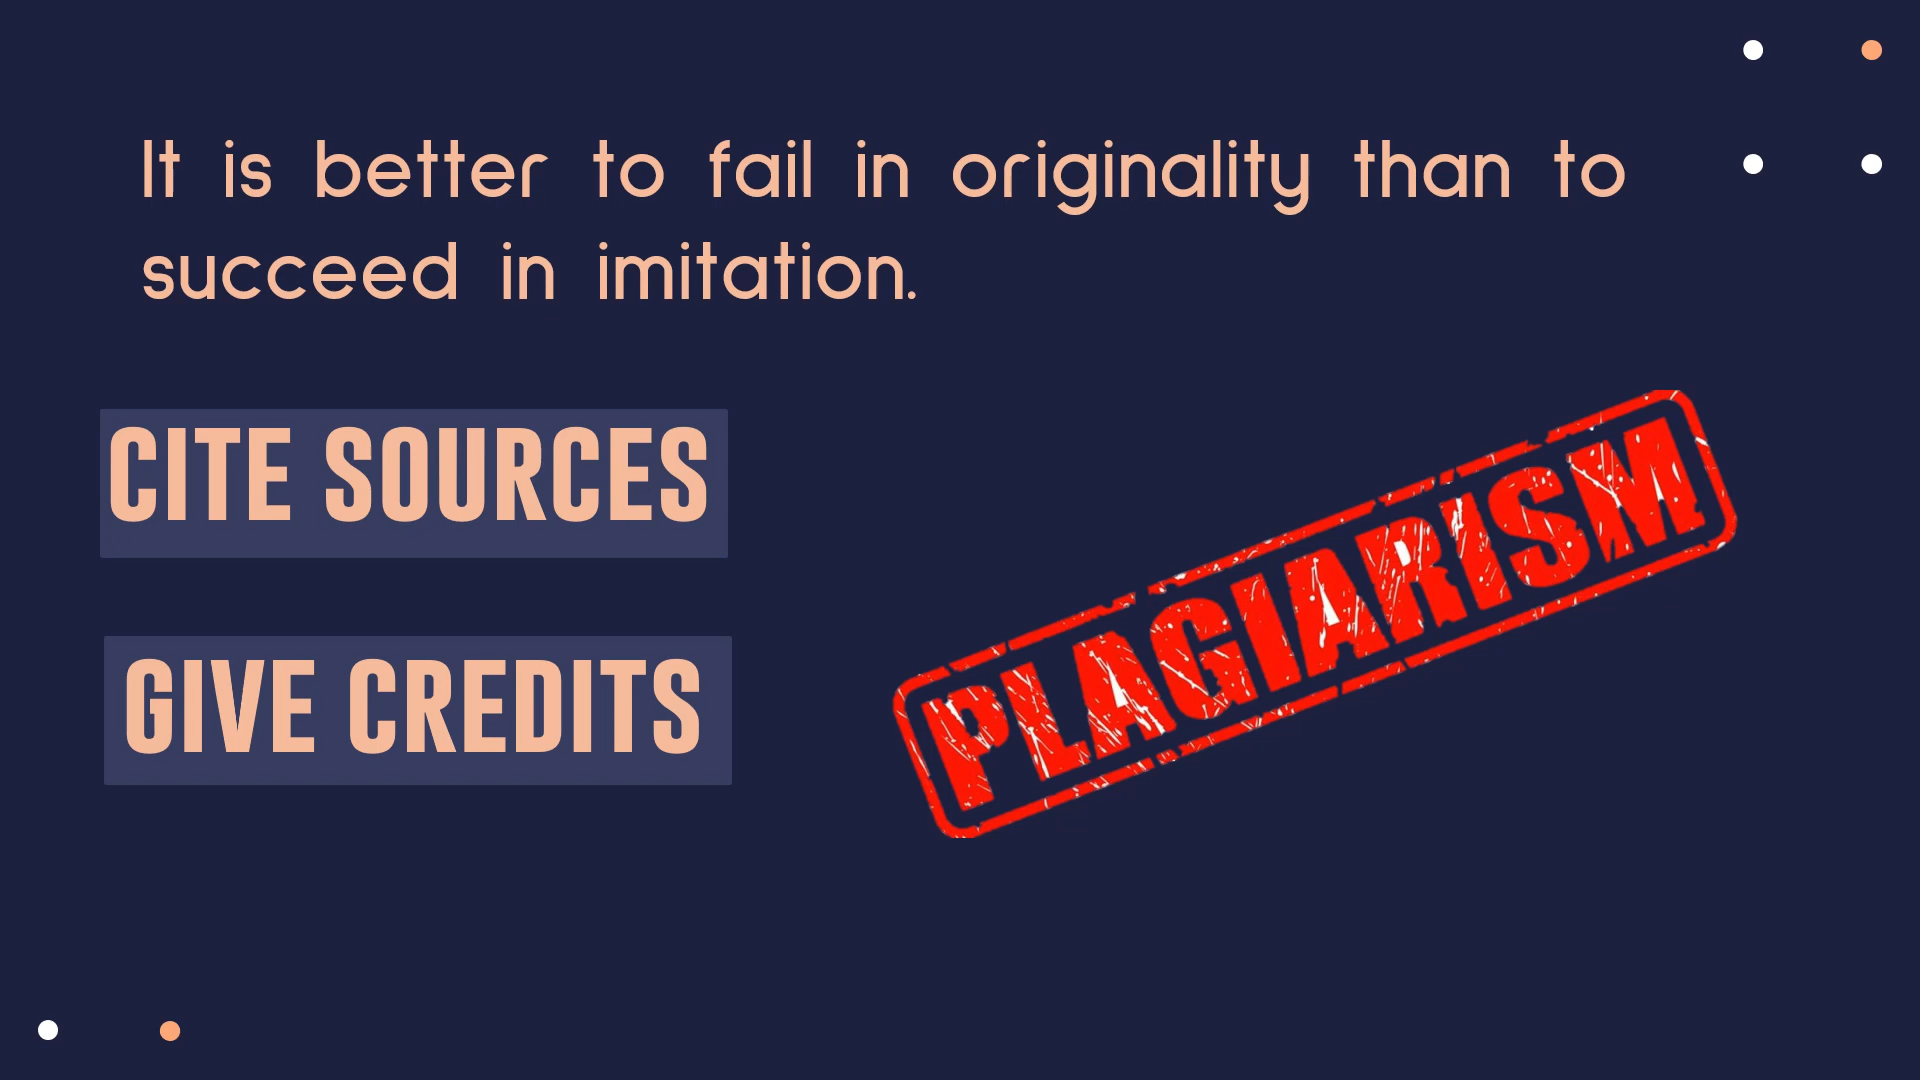 It is better to fail in originality than to
succeed in imitation.
CITE SOURCES
GIVE CREDITS
PLAGIARISM